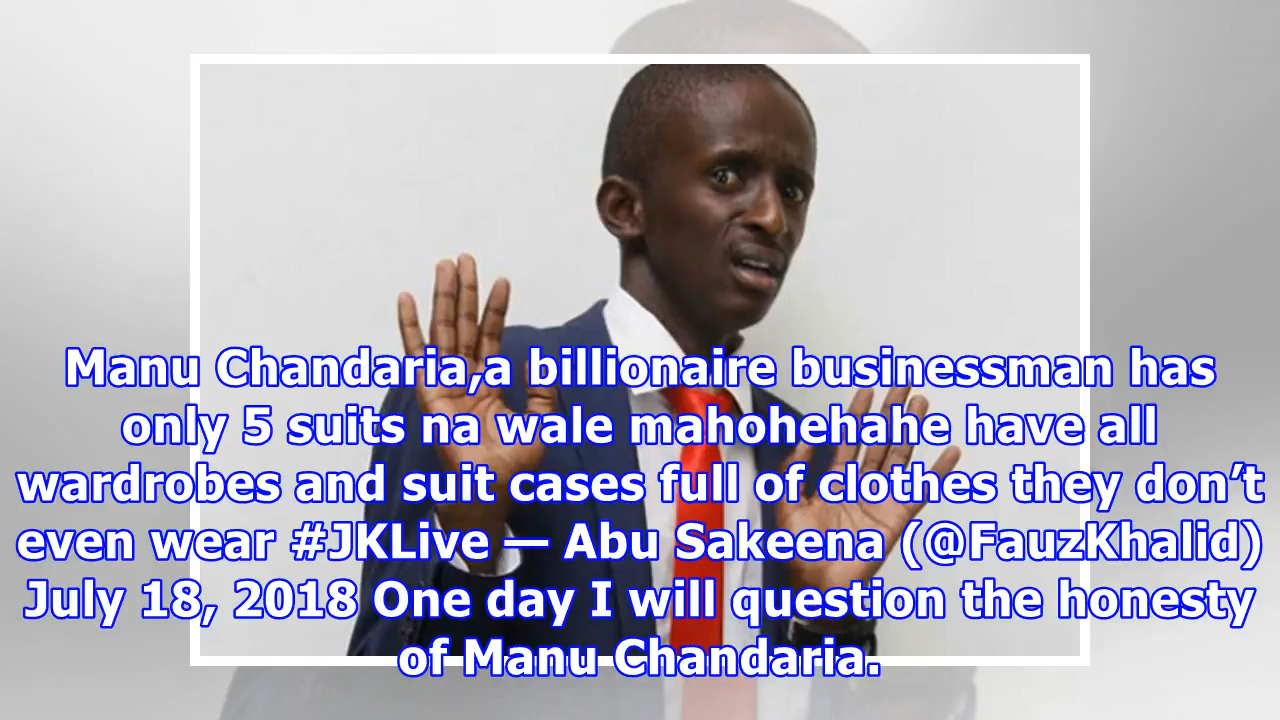 Manu Chandaria,a billionaire businessman has
only 5 suits na wale mahohehahe have all
wardrobes and suit cases full of clothes they don’t
even wear #JKLive — Abu Sakeena (@FauzKhalid)
July 18, 2018 One day I will question the honesty
of Manu Chandaria.